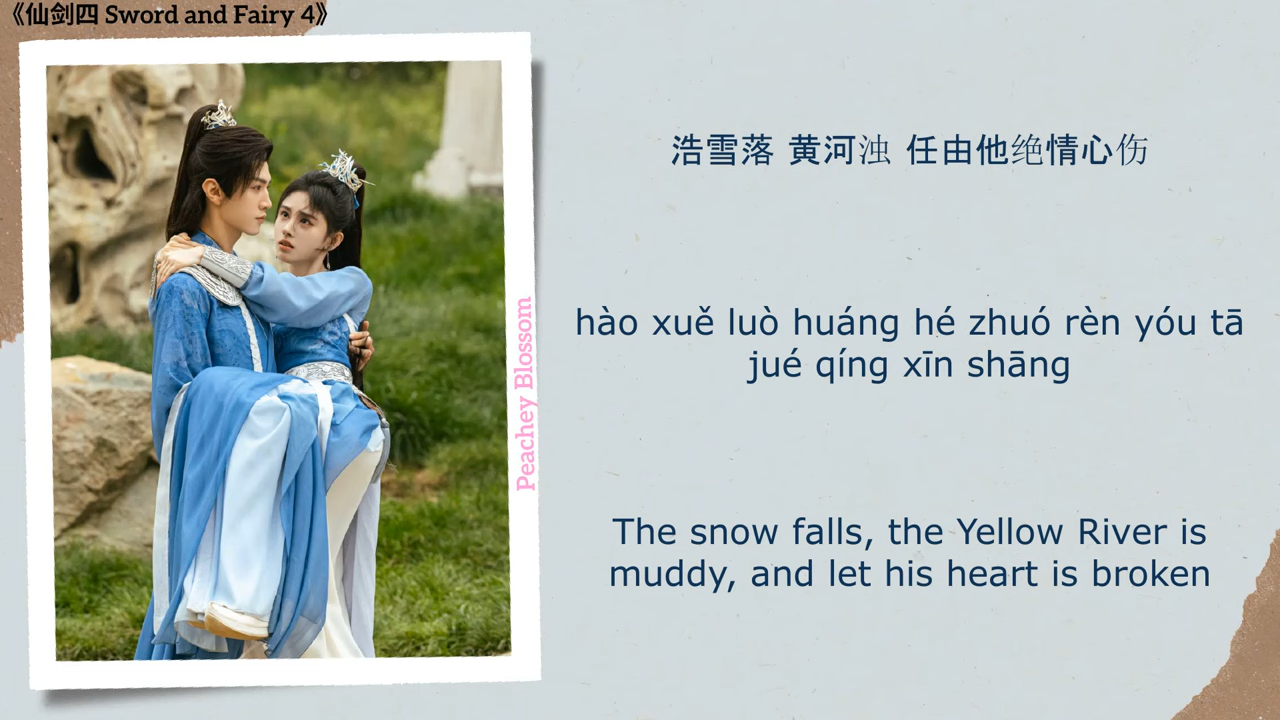 《仙剑四 Sword and Fairy 4》
浩雪落 黄河浊 任由他绝情心伤
hào xuě luò huáng hé zhuó rèn yóu tā
jué qíng xīn shāng
Peachey Blossom
The snow falls, the Yellow River is
muddy, and let his heart is broken